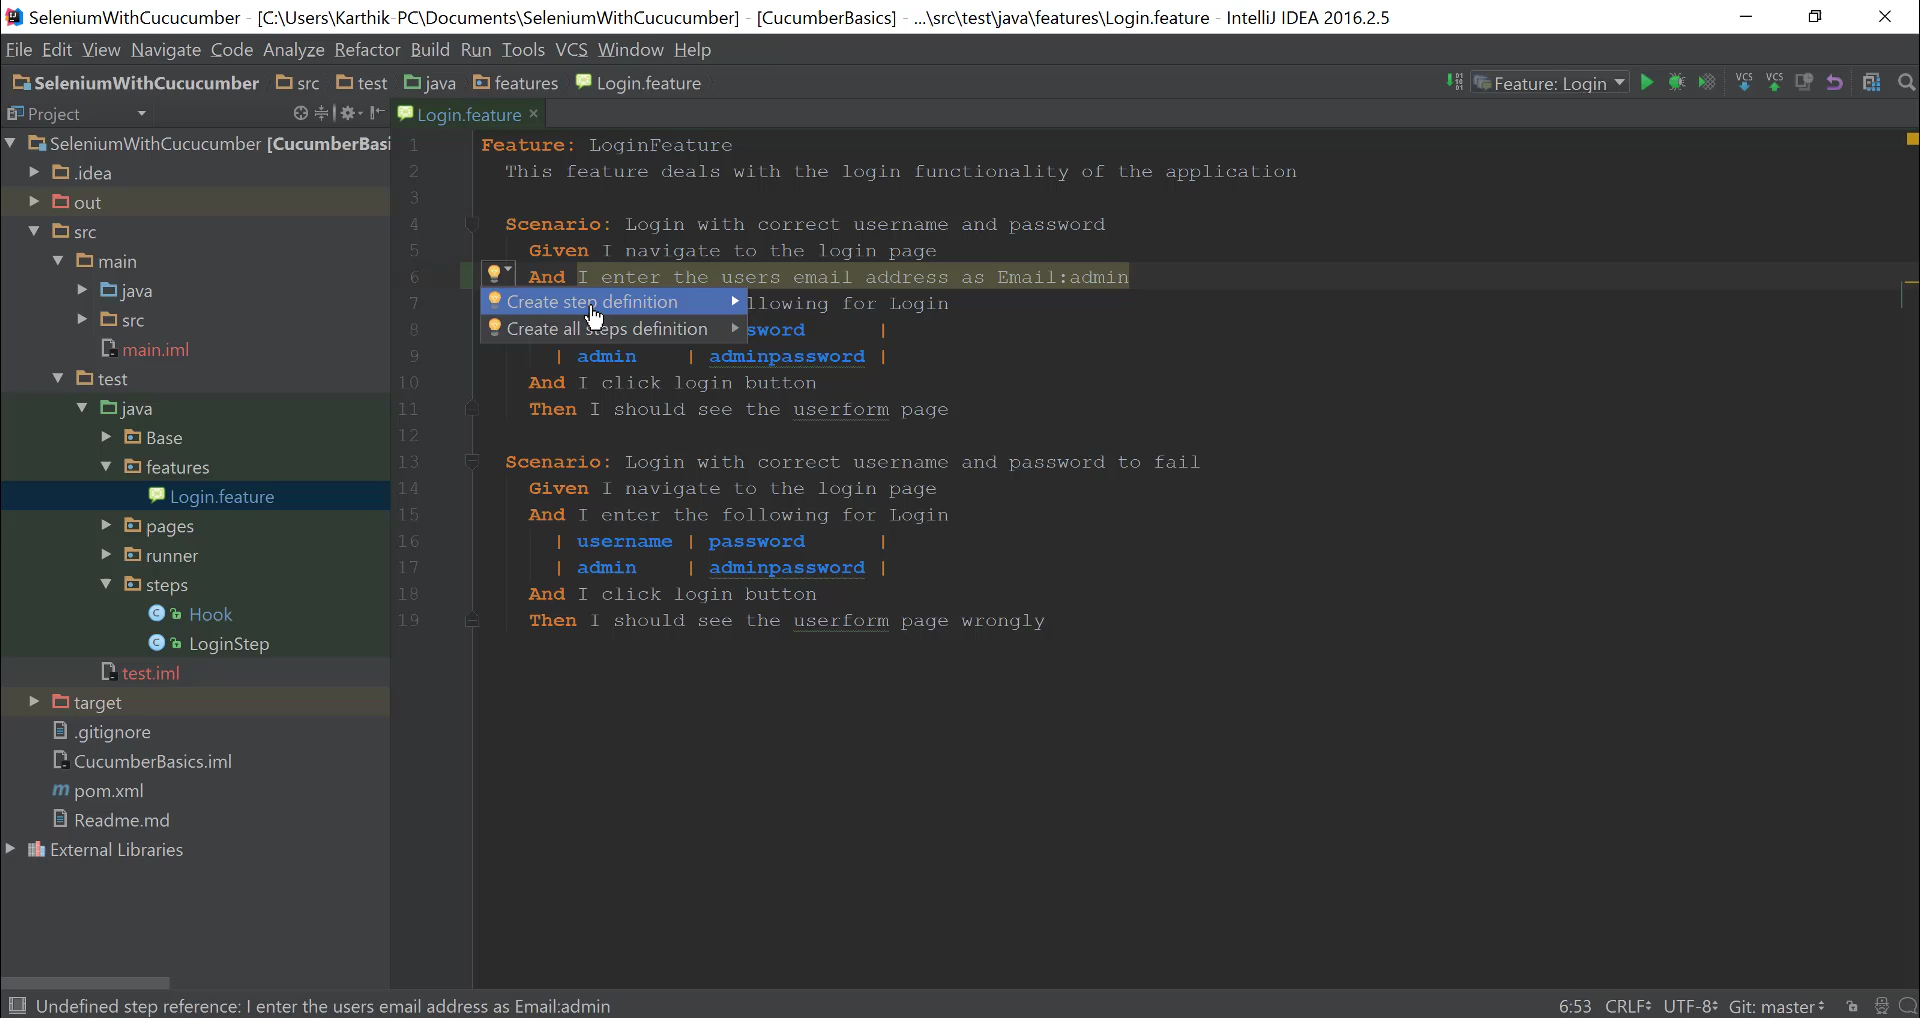 SeleniumWithCucucumber - [C:\Users\Karthik-PC\Documents\SeleniumWithCucucumber] - [CucumberBasics] - ...\src\test\java\features\Login.feature - IntelliJ IDEA 2016.2.5
File Edit View Navigate Code Analyze Refactor Build Run Tools VCS Window Help
SeleniumWithCucucumber src test java features Login.feature Feature: Login VCS VCS
Project
Login.feature
SeleniumWithCucucumber [CucumberBasi
.idea
out
src
main
java
src
main.iml
test
java
Base
features
Login.feature
pages
runner
steps
Hook
LoginStep
test.iml
target
.gitignore
CucumberBasics.iml
pom.xml
Readme.md
External Libraries
1 Feature: LoginFeature
2 This feature deals with the login functionality of the application
3
4 Scenario: Login with correct username and password
5 Given I navigate to the login page
6 And I enter the users email address as Email:admin
7 llowing for Login
Create step definition
8 sword |
Create all steps definition
9 | admin | adminpassword |
10 And I click login button
11 Then I should see the userform page
12
13 Scenario: Login with correct username and password to fail
14 Given I navigate to the login page
15 And I enter the following for Login
16 | username | password |
17 | admin | adminpassword |
18 And I click login button
19 Then I should see the userform page wrongly
Undefined step reference: I enter the users email address as Email:admin 6:53 CRLF UTF-8 Git: master